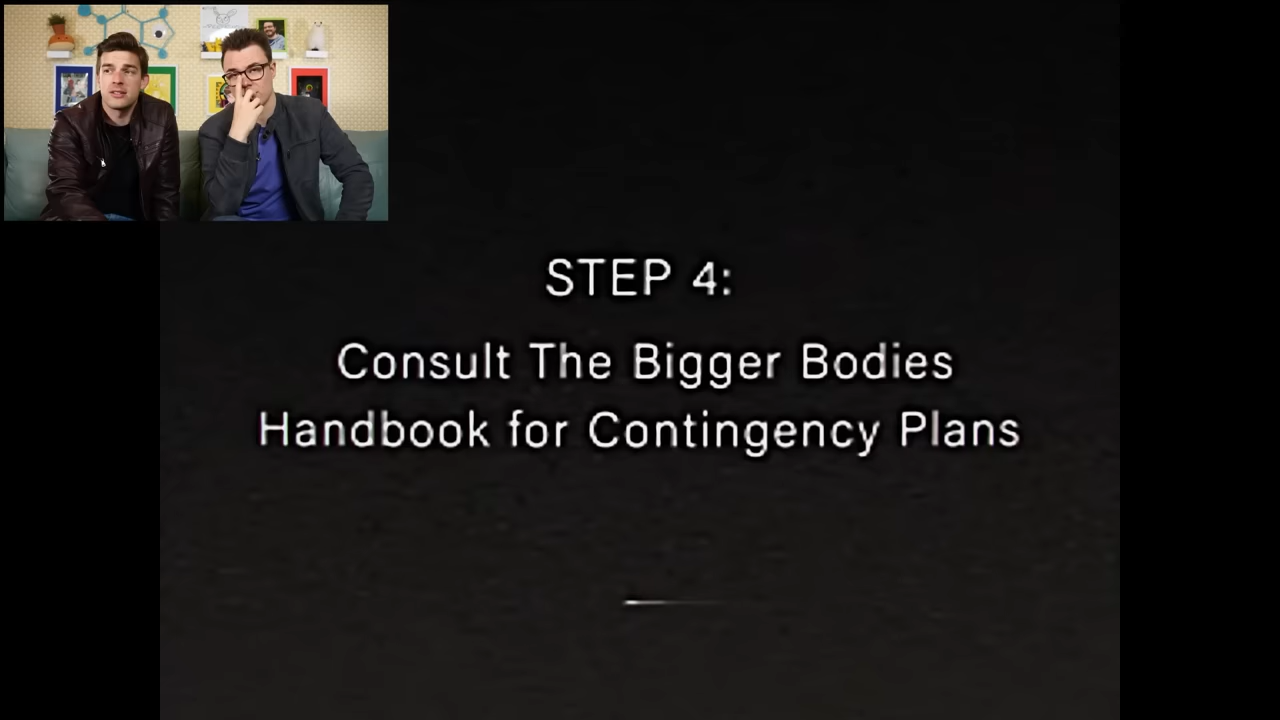 STEP 4:
Consult The Bigger Bodies
Handbook for Contingency Plans